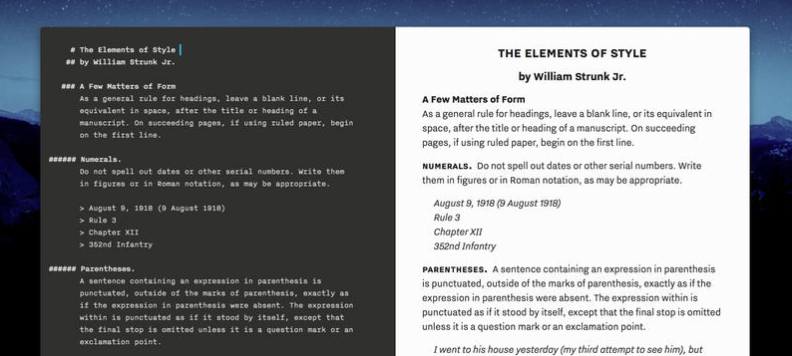 # The Elements of Style
## by William Strunk Jr.
### A Few Matters of Form
As a general rule for headings, leave a blank line, or its
equivalent in space, after the title or heading of a
manuscript. On succeeding pages, if using ruled paper, begin
on the first line.
###### Numerals.
Do not spell out dates or other serial numbers. Write them
in figures or in Roman notation, as may be appropriate.
> August 9, 1918 (9 August 1918)
> Rule 3
> Chapter XII
> 352nd Infantry
###### Parentheses.
A sentence containing an expression in parenthesis is
punctuated, outside of the marks of parenthesis, exactly as
if the expression in parenthesis were absent. The expression
within is punctuated as if it stood by itself, except that
the final stop is omitted unless it is a question mark or an
exclamation point.
THE ELEMENTS OF STYLE
by William Strunk Jr.
A Few Matters of Form
As a general rule for headings, leave a blank line, or its equivalent in
space, after the title or heading of a manuscript. On succeeding
pages, if using ruled paper, begin on the first line.
NUMERALS. Do not spell out dates or other serial numbers. Write
them in figures or in Roman notation, as may be appropriate.
August 9, 1918 (9 August 1918)
Rule 3
Chapter XII
352nd Infantry
PARENTHESES. A sentence containing an expression in parenthesis
is punctuated, outside of the marks of parenthesis, exactly if the
expression in parenthesis were absent. The expression within is
punctuated as if it stood by itself, except that the final stop is omitted
unless it is a question mark or an exclamation point.
I went to his house yesterday (my third attempt to see him), but